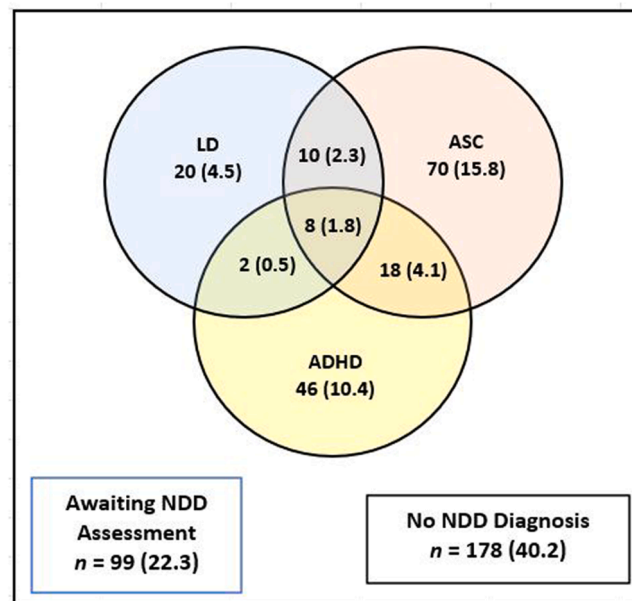 LD
20 (4.5)
10 (2.3)
ASC
70 (15.8)
8 (1.8)
2 (0.5)
18 (4.1)
ADHD
46 (10.4)
Awaiting NDD
Assessment
n = 99 (22.3)
No NDD Diagnosis
n = 178 (40.2)